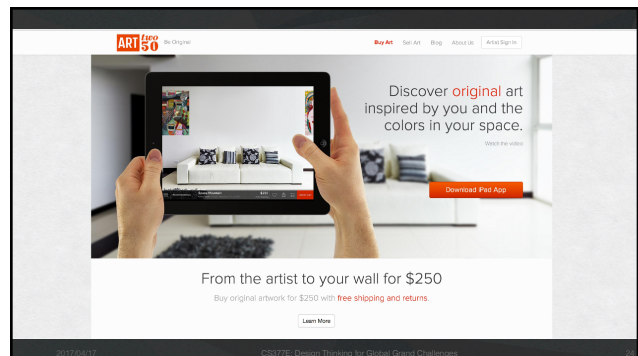 ART two 50
Be Original
Buy Art Sell Art Blog About Us Artist Sign In
Discover original art
inspired by you and the
colors in your space.
Watch the video
Download iPad App
$250
From the artist to your wall for $250
Buy original artwork for $250 with free shipping and returns.
Learn More
2017/04/17 CS377E: Design Thinking for Global Grand Challenges